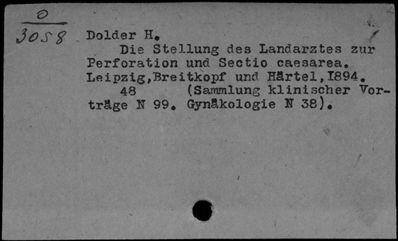 0
3058
Dolder H.
Die Stellung des Landarztes zur
Perforation und Sectio caesarea.
Leipzig,Breitkopf und Härtel,1894.
48 (Sammlung klinischer Vor-
träge N 99. Gynäkologie N 38).